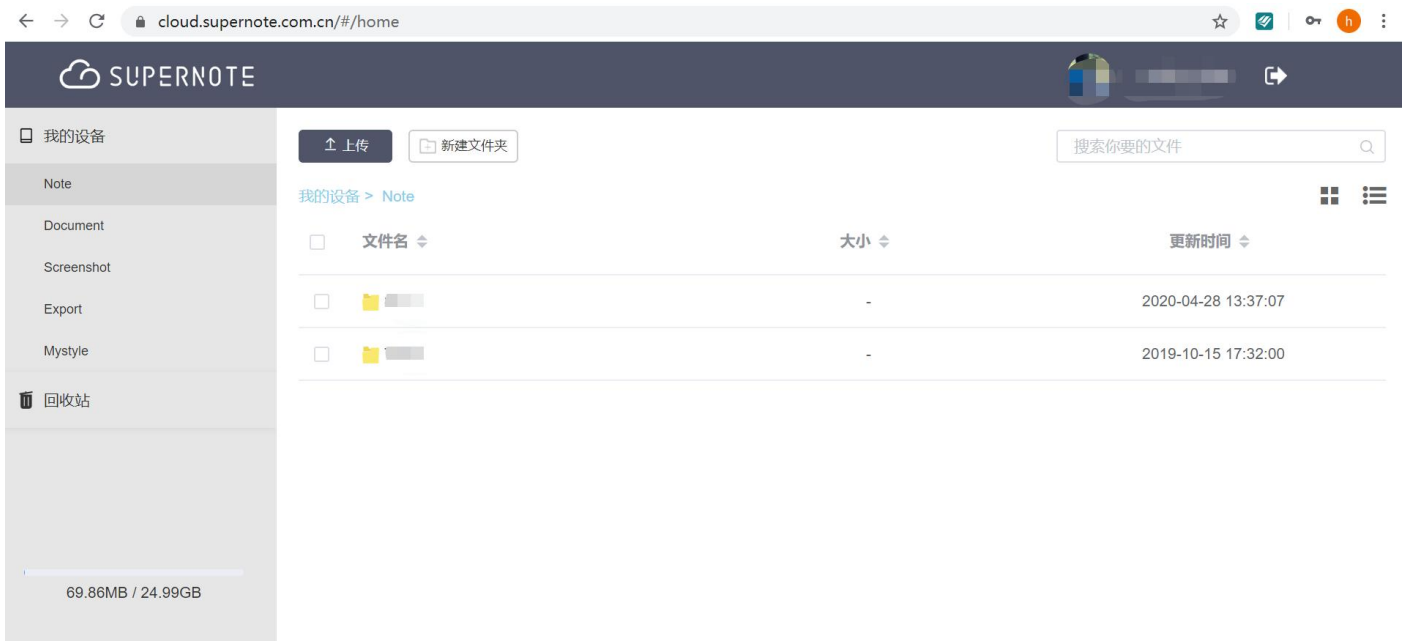 cloud.supernote.com.cn/#/home
h
SUPERNOTE
我的设备
Note
Document
Screenshot
Export
Mystyle
回收站
69.86MB / 24.99GB
上传 新建文件夹 搜索你要的文件
我的设备 > Note
文件名 大小 更新时间
- 2020-04-28 13:37:07
- 2019-10-15 17:32:00